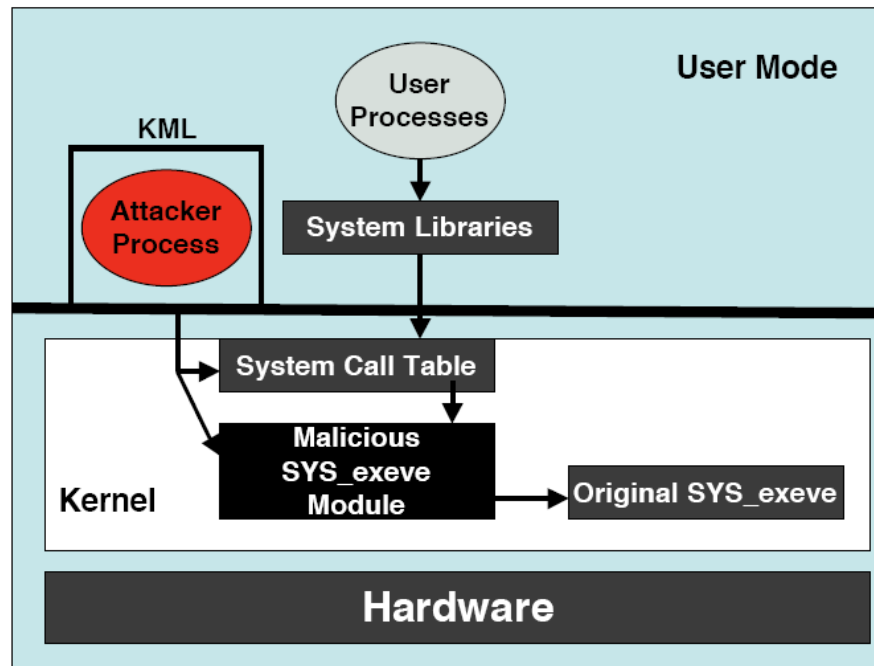 User Mode
User
Processes
KML
Attacker
Process
System Libraries
System Call Table
Malicious
SYS_exeve
Module
Original SYS_exeve
Kernel
Hardware